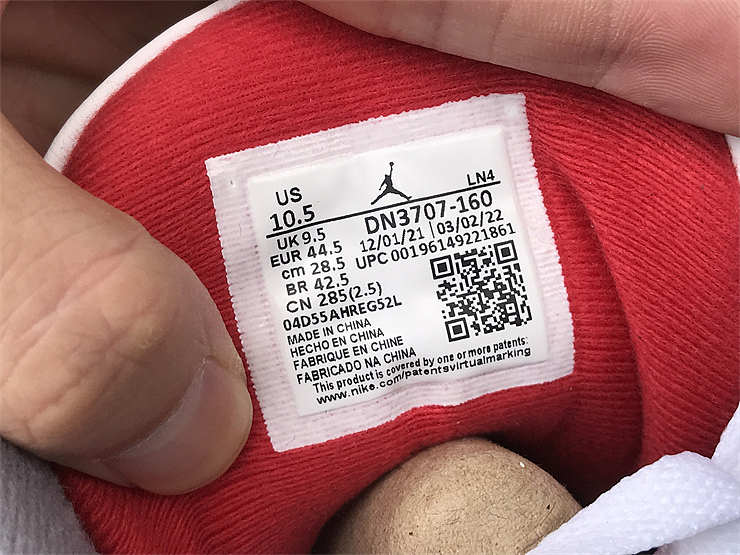 US LN4
10.5
DN3707-160
UK 9.5
12/01/21 03/02/22
EUR 44.5
UPC 00196149221861
cm 28.5
BR 42.5
CN 285(2.5)
04D55AHREG52L
MADE IN CHINA
HECHO EN CHINA
FABRIQUE EN CHINE
FABRICADO NA CHINA
This product is covered by one or more patents:
www.nike.com/patentsvirtualmarking